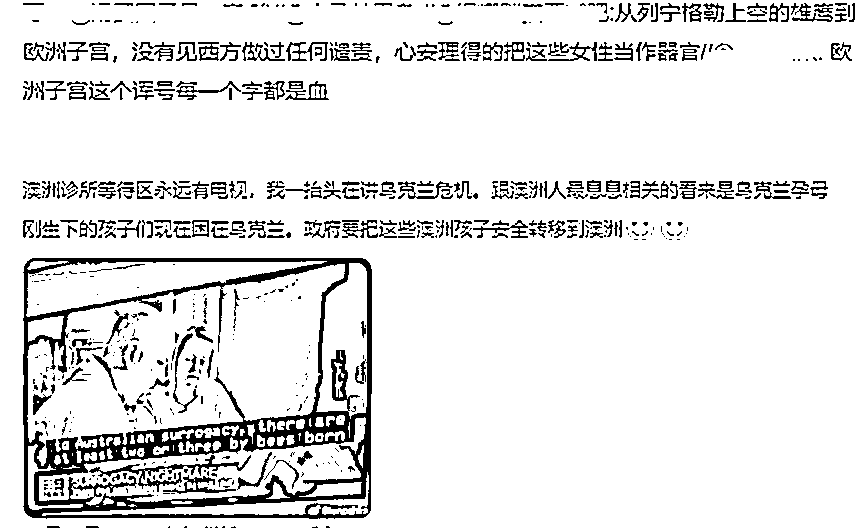 :从列宁格勒上空的雄鹰到
欧洲子宫，没有见西方做过任何谴责，心安理得的把这些女性当作器官// 欧
洲子宫这个诨号每一个字都是血
澳洲诊所等待区永远有电视，我一抬头在讲乌克兰危机。跟澳洲人最息息相关的看来是乌克兰孕母
刚生下的孩子们现在困在乌克兰。政府要把这些澳洲孩子安全转移到澳洲
to Australian surrogacy, there are
at least two or three by bees born
SURROGACY NIGHTMARE